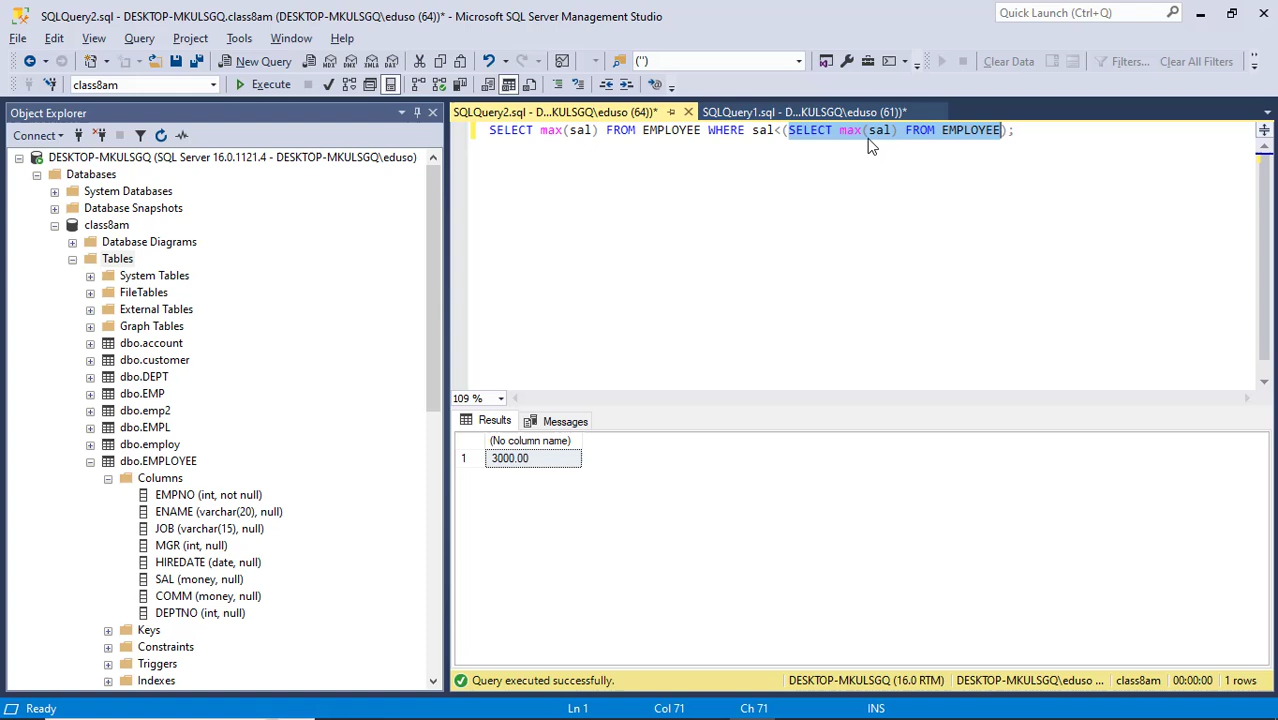 SQLQuery2.sql - DESKTOP-MKULSGQ.class8am (DESKTOP-MKULSGQ\eduso (64))* - Microsoft SQL Server Management Studio
Quick Launch (Ctrl+Q)
File Edit View Query Project Tools Window Help
New Query MDX DMX XMLA DAX (") Clear Data Filters... Clear All Filters
class8am Execute
Object Explorer
SQLQuery2.sql - D...KULSGQ\eduso (64))* SQLQuery1.sql - D...KULSGQ\eduso (61))*
SELECT max(sal) FROM EMPLOYEE WHERE sal<(SELECT max(sal) FROM EMPLOYEE);
Connect
DESKTOP-MKULSGQ (SQL Server 16.0.1121.4 - DESKTOP-MKULSGQ\eduso)
Databases
System Databases
Database Snapshots
class8am
Database Diagrams
Tables
System Tables
FileTables
External Tables
Graph Tables
dbo.account
dbo.customer
dbo.DEPT
dbo.EMP
dbo.emp2
dbo.EMPL
dbo.employ
dbo.EMPLOYEE
Columns
EMPNO (int, not null)
ENAME (varchar(20), null)
JOB (varchar(15), null)
MGR (int, null)
HIREDATE (date, null)
SAL (money, null)
COMM (money, null)
DEPTNO (int, null)
Keys
Constraints
Triggers
Indexes
109 %
Results Messages
(No column name)
1 3000.00
Query executed successfully. DESKTOP-MKULSGQ (16.0 RTM) DESKTOP-MKULSGQ\eduso ... class8am 00:00:00 1 rows
Ready Ln 1 Col 71 Ch 71 INS